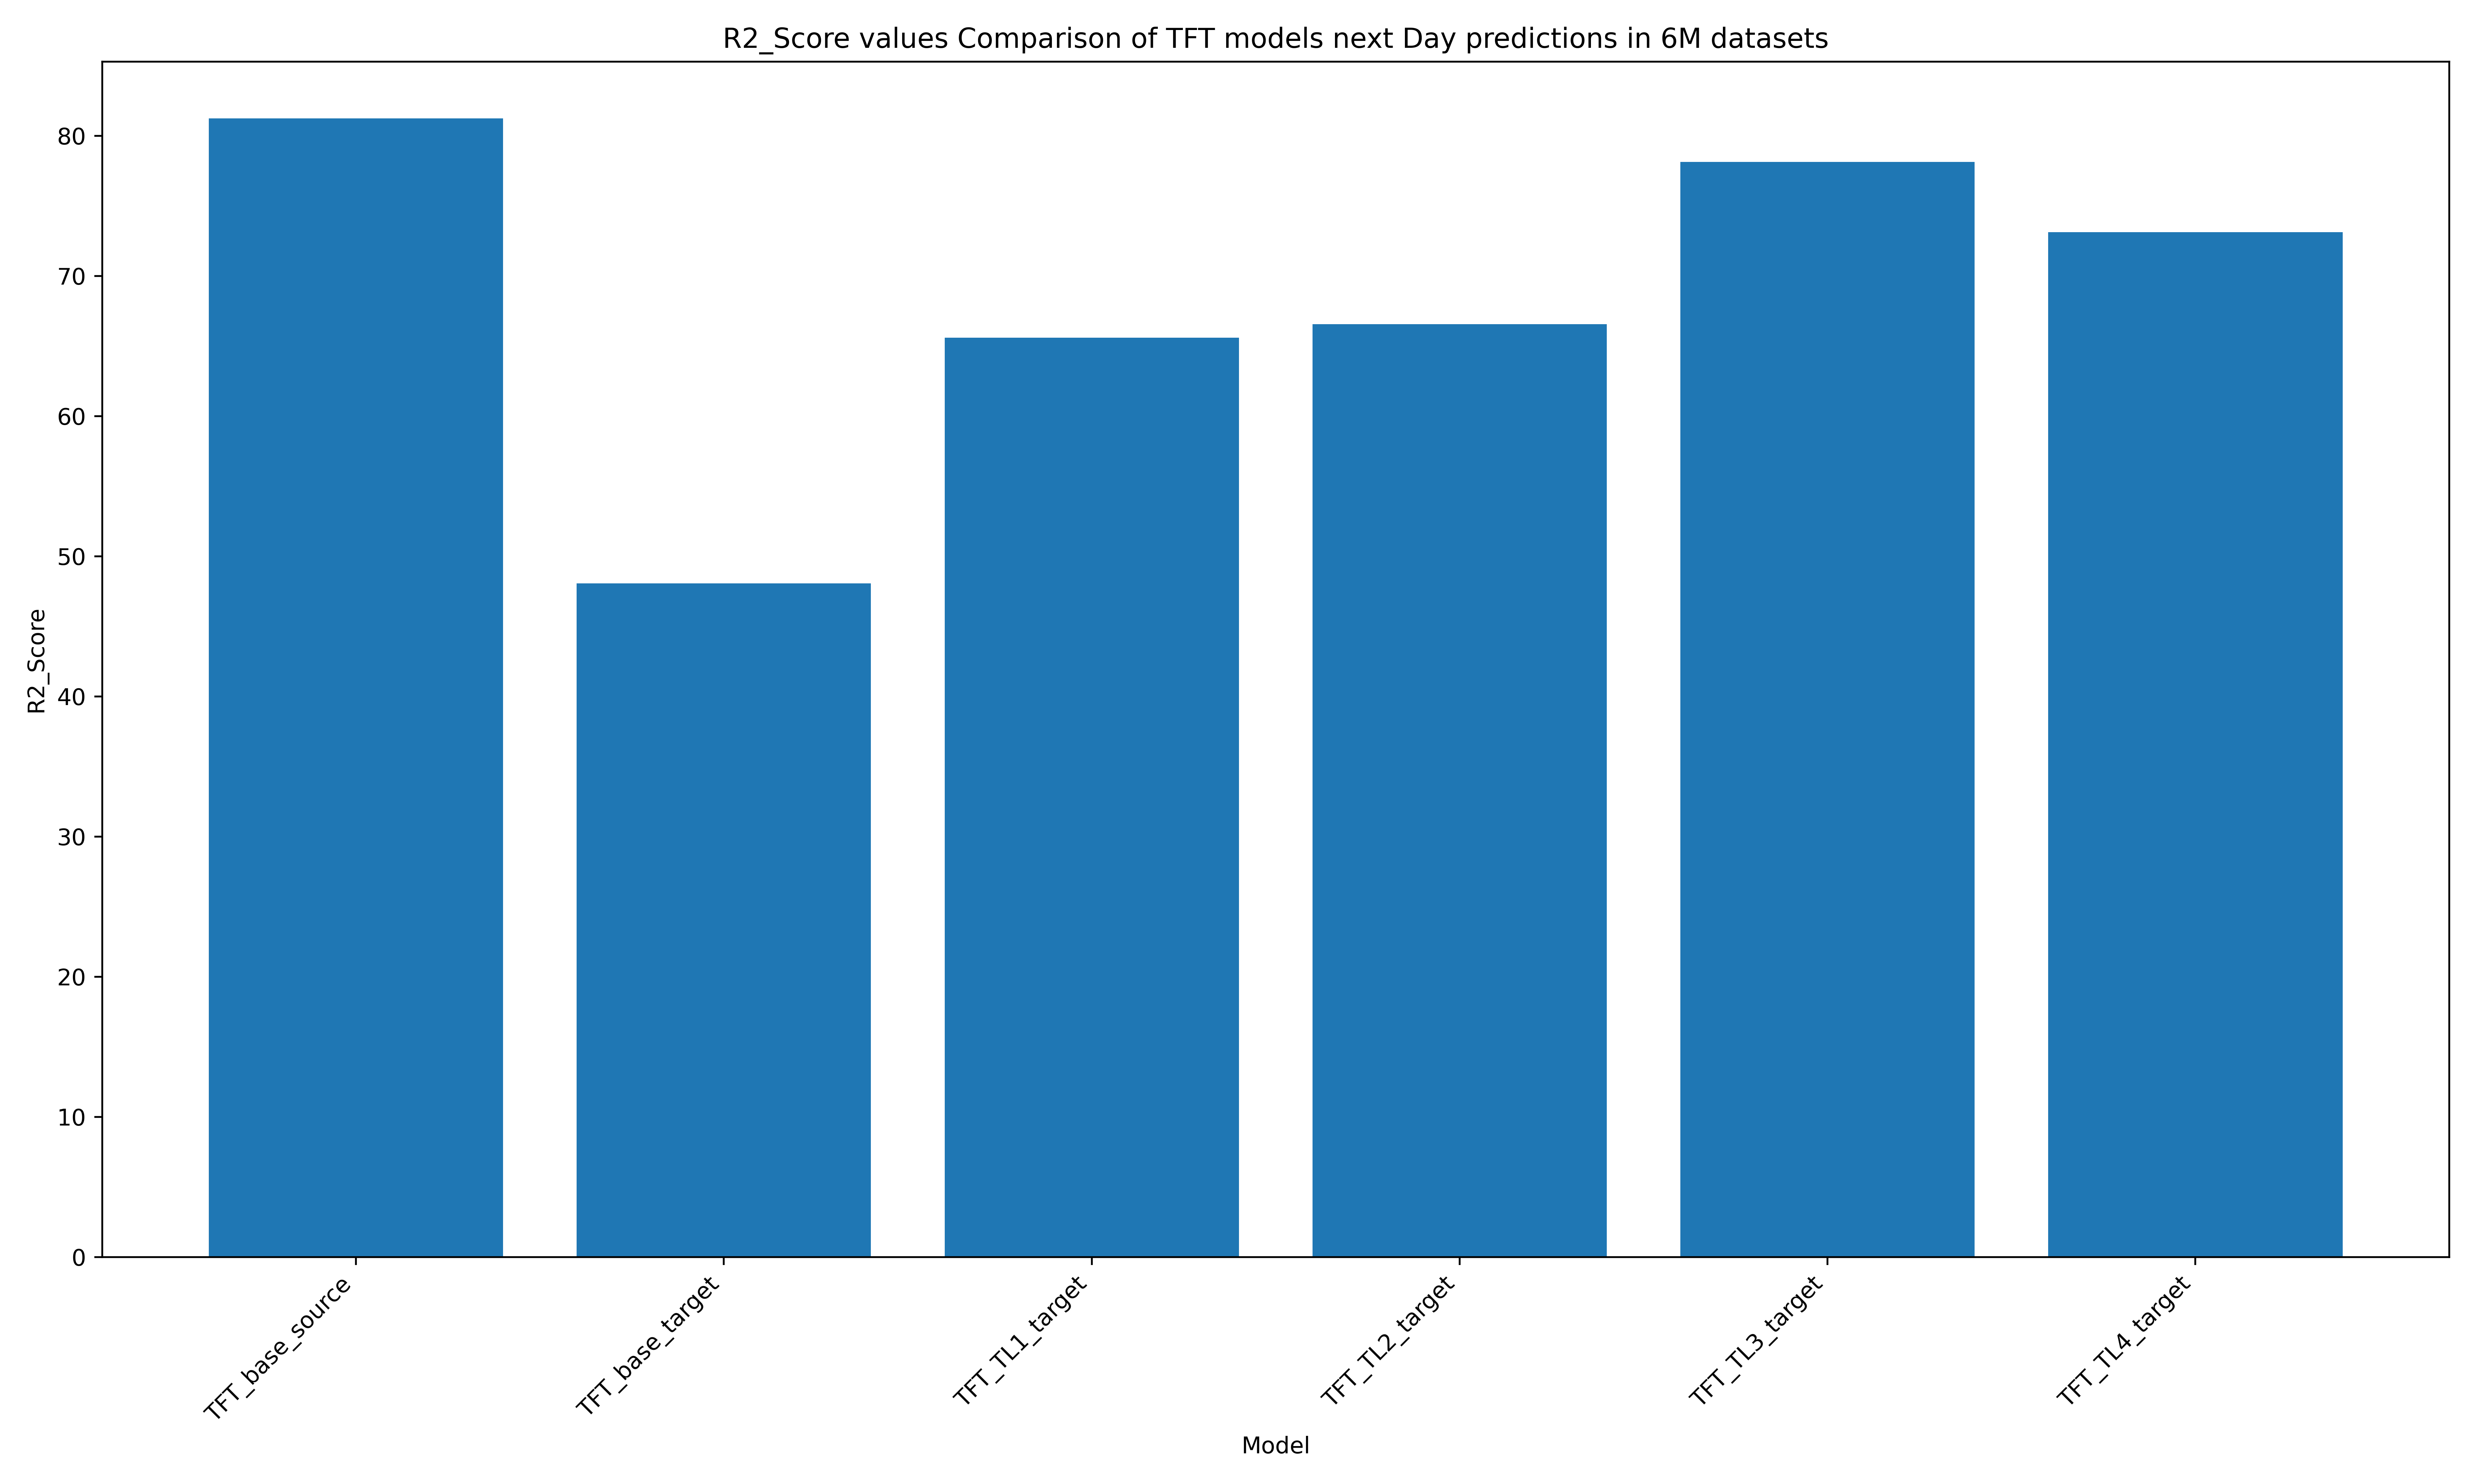 R2_Score values Comparison of TFT models next Day predictions in 6M datasets
R2_Score
80
70
60
50
40
30
20
10
0
TFT_base_source
TFT_base_target
TFT_TL1_target
TFT_TL2_target
TFT_TL3_target
TFT_TL4_target
Model